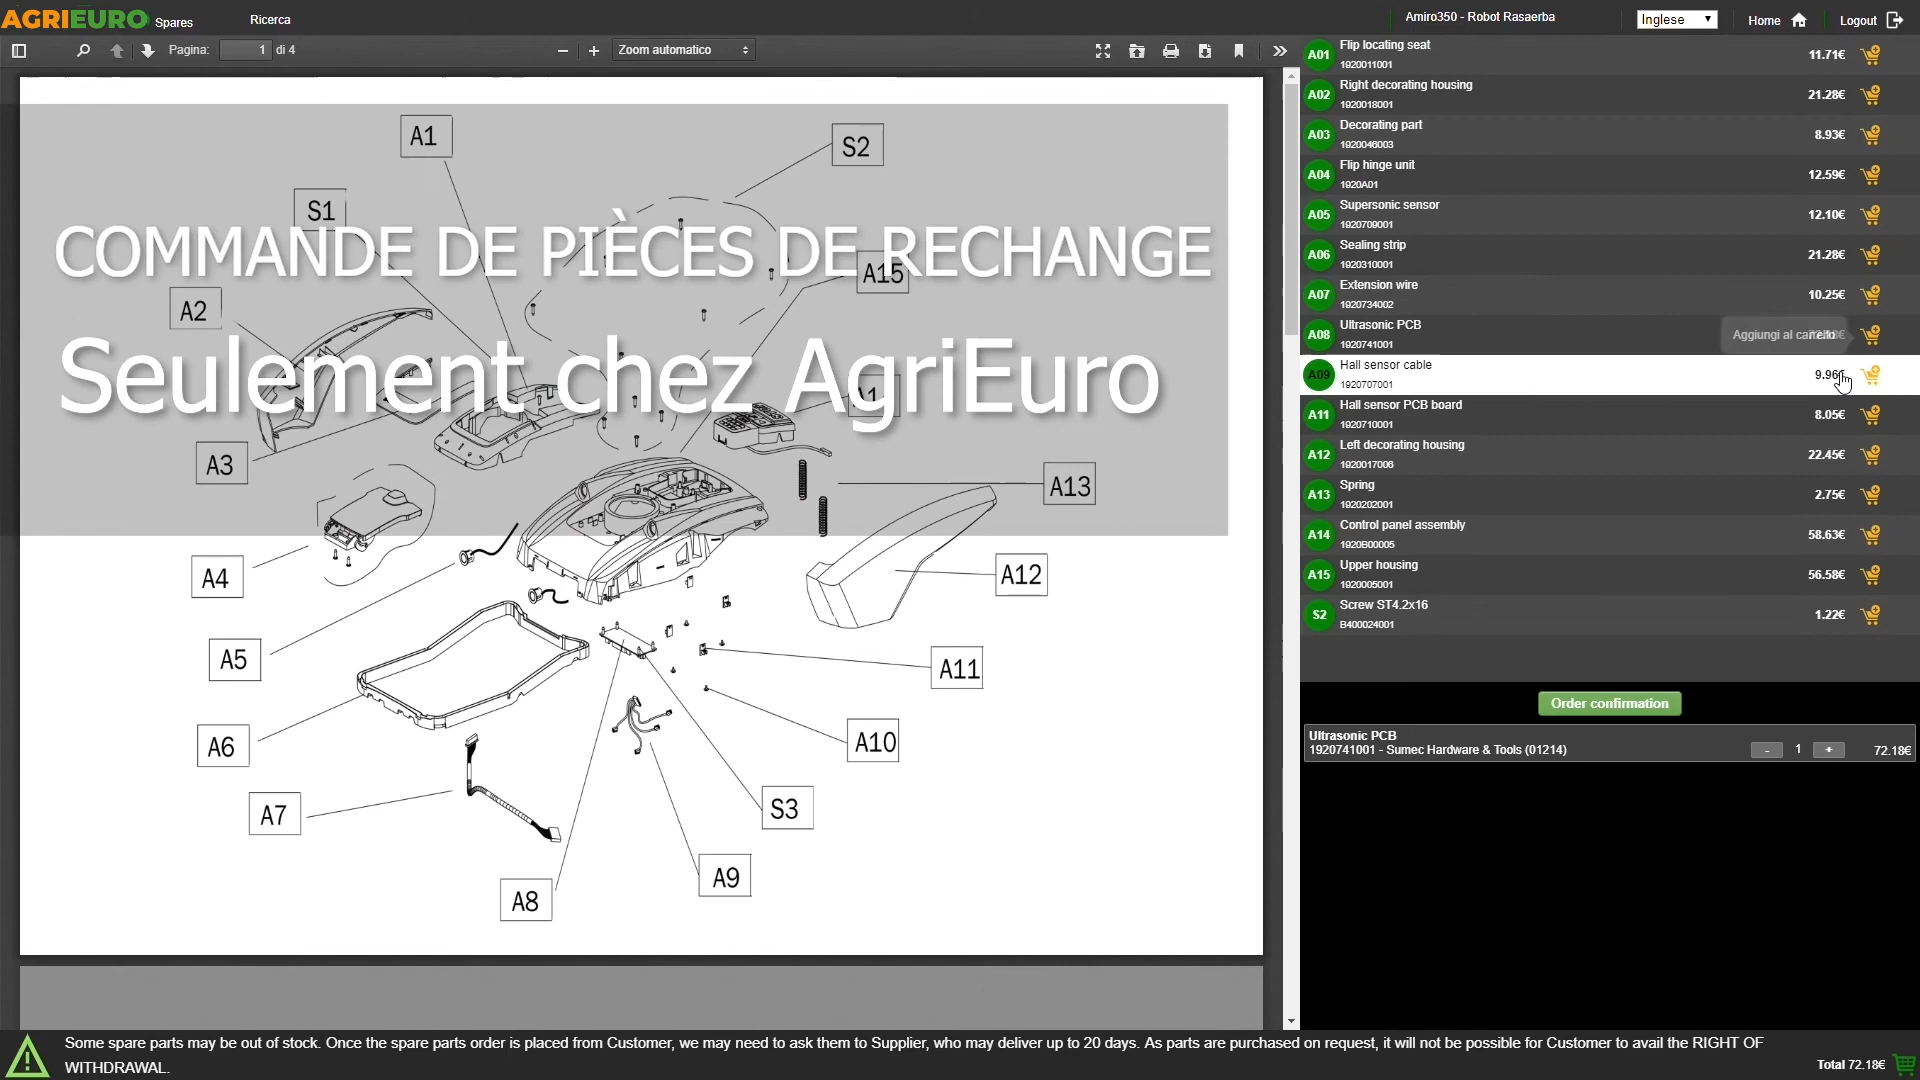 AGRIEURO Spares
Ricerca
Amiro350 - Robot Rasaerba
Inglese
Home
Logout
Pagina: 1 di 4
Zoom automatico
A1
S2
S1
COMMANDE DE PIÈCES DE RECHANGE
A15
A2
Seulement chez AgriEuro
A1
A3
A13
A4
A12
A5
A11
A6
A10
A7
S3
A9
A8
A01 Flip locating seat 11.71€
1920011001
A02 Right decorating housing 21.28€
1920018001
A03 Decorating part 8.93€
1920046003
A04 Flip hinge unit 12.59€
1920A01
A05 Supersonic sensor 12.10€
1920709001
A06 Sealing strip 21.28€
1920310001
A07 Extension wire 10.25€
1920734002
A08 Ultrasonic PCB
1920741001
Aggiungi al carrello
A09 Hall sensor cable 9.96€
1920707001
A11 Hall sensor PCB board 8.05€
1920710001
A12 Left decorating housing 22.45€
1920017006
A13 Spring 2.75€
1920202001
A14 Control panel assembly 58.63€
1920B00005
A15 Upper housing 56.58€
1920005001
S2 Screw ST4.2x16 1.22€
B400024001
Order confirmation
Ultrasonic PCB
1920741001 - Sumec Hardware & Tools (01214) - 1 + 72.18€
Some spare parts may be out of stock. Once the spare parts order is placed from Customer, we may need to ask them to Supplier, who may deliver up to 20 days. As parts are purchased on request, it will not be possible for Customer to avail the RIGHT OF
WITHDRAWAL.
Total 72.18€